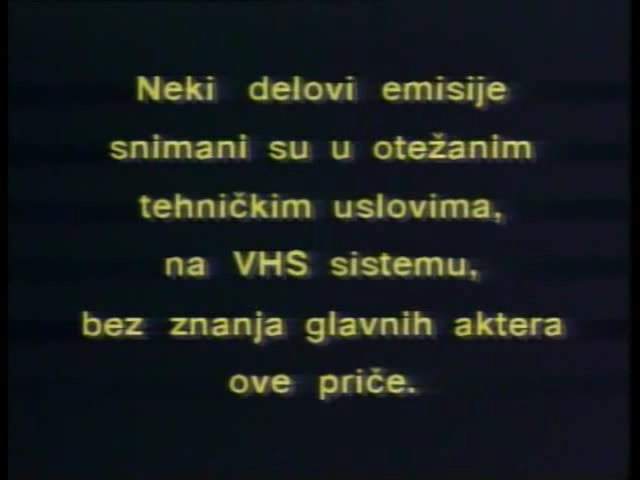 Neki delovi emisije
snimani su u otežanim
tehničkim uslovima,
na VHS sistemu,
bez znanja glavnih aktera
ove priče.